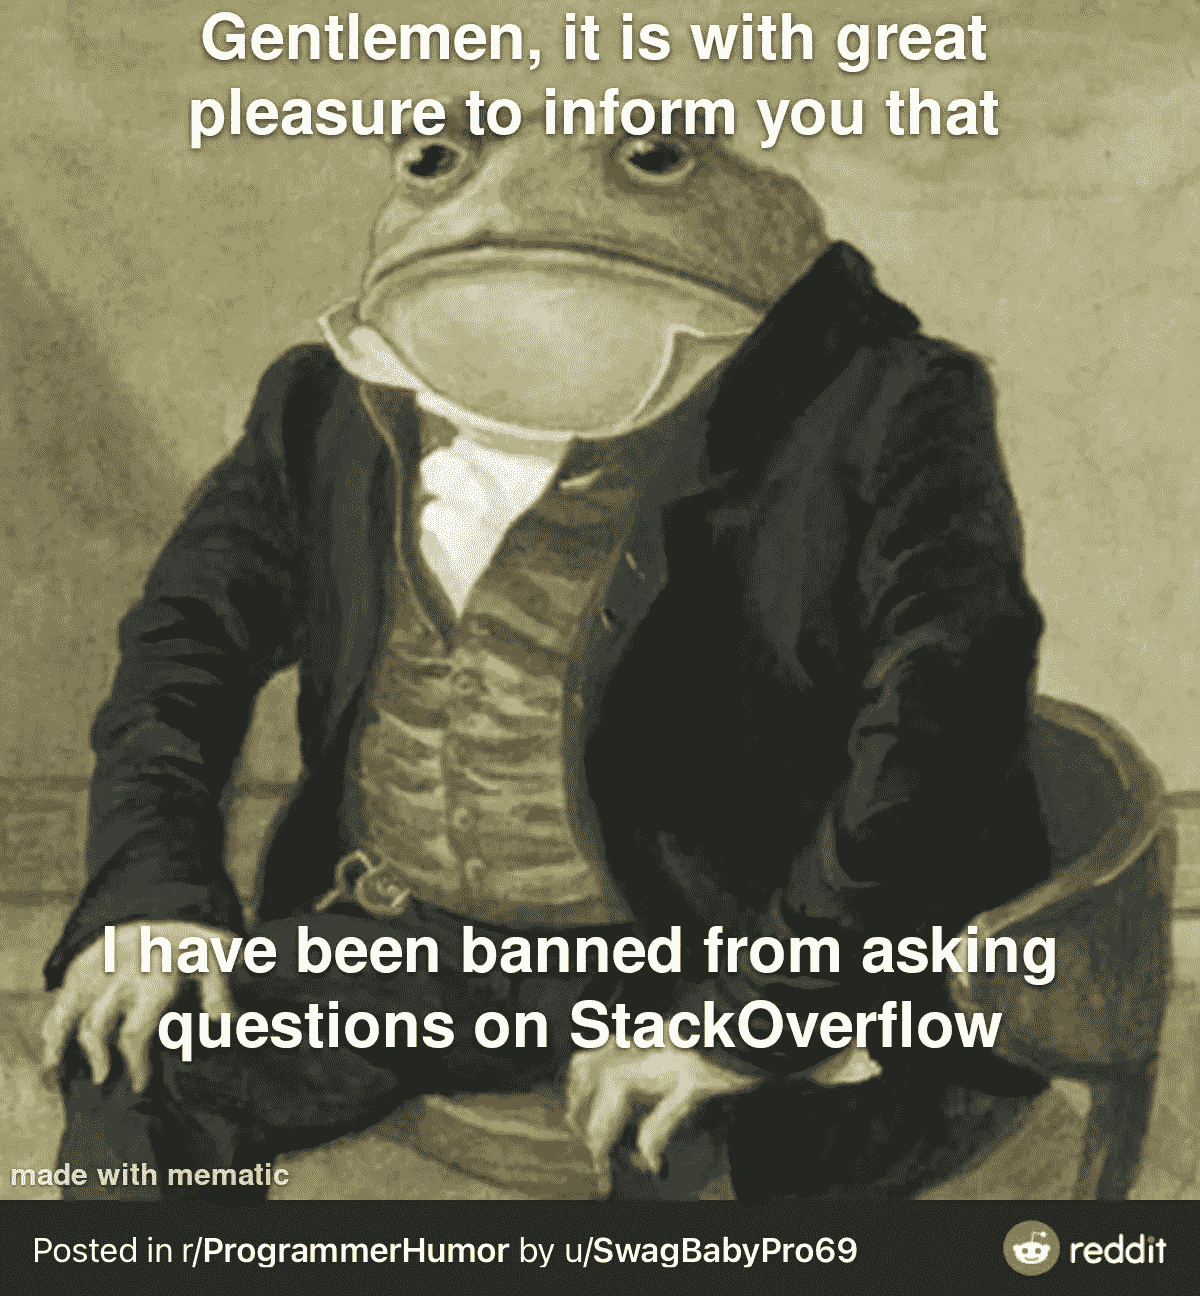 Gentlemen, it is with great
pleasure to inform you that
I have been banned from asking
questions on StackOverflow
made with mematic
Posted in r/ProgrammerHumor by u/SwagBabyPro69
reddit